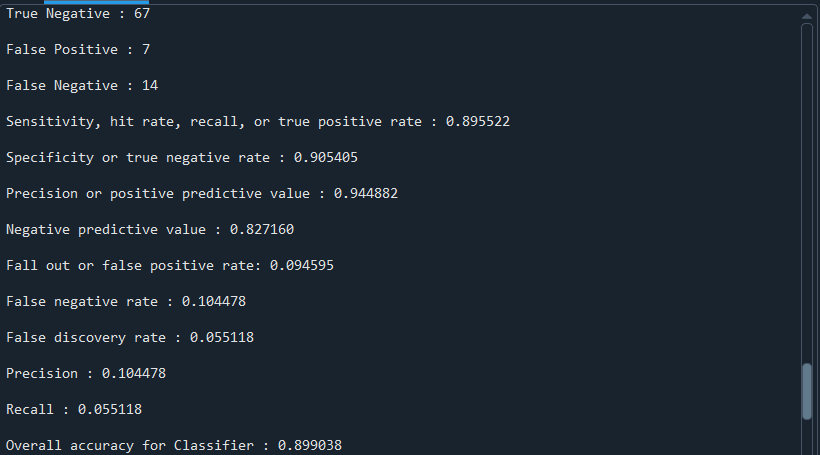 True Negative : 67
False Positive : 7
False Negative : 14
Sensitivity, hit rate, recall, or true positive rate : 0.895522
Specificity or true negative rate : 0.905405
Precision or positive predictive value : 0.944882
Negative predictive value : 0.827160
Fall out or false positive rate: 0.094595
False negative rate : 0.104478
False discovery rate : 0.055118
Precision : 0.104478
Recall : 0.055118
Overall accuracy for Classifier : 0.899038